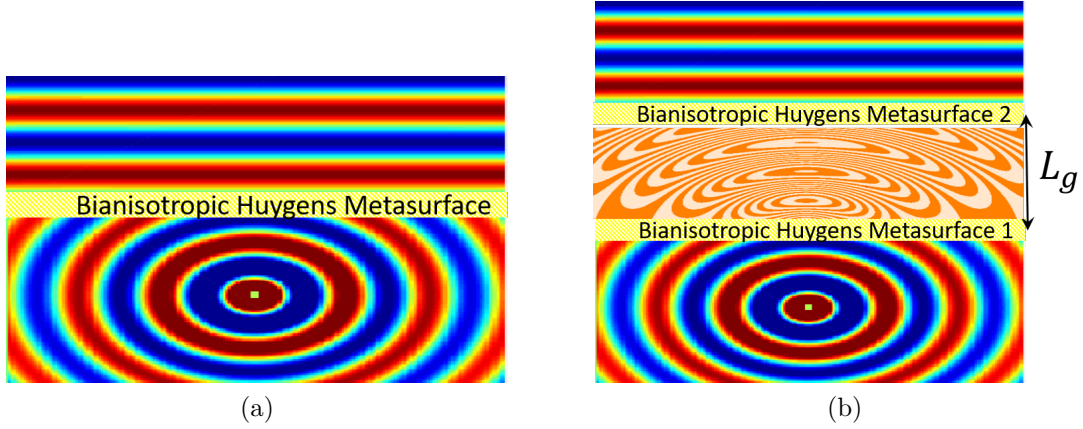 Bianisotropic Huygens Metasurface
(a)
Bianisotropic Huygens Metasurface 2
L_g
Bianisotropic Huygens Metasurface 1
(b)